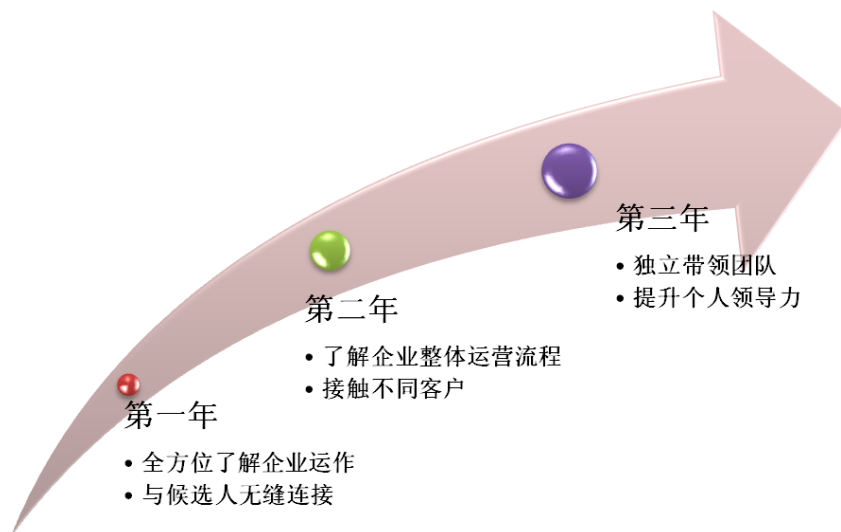 第一年
• 全方位了解企业运作
• 与候选人无缝连接
第二年
• 了解企业整体运营流程
• 接触不同客户
第三年
• 独立带领团队
• 提升个人领导力